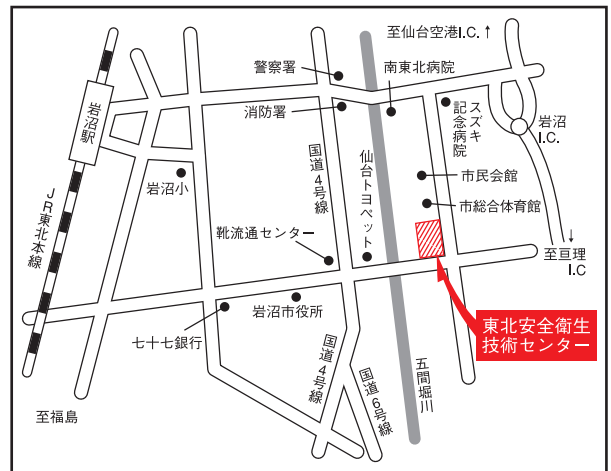 至仙台空港I.C.↑
警察署
南東北病院
消防署
スズキ
記念病院
岩沼
I.C.
岩沼駅
国道4号線
仙台トヨペット
市民会館
岩沼小
市総合体育館
JR東北本線
靴流通センター
↓
至亘理
I.C
七十七銀行
岩沼市役所
東北安全衛生
技術センター
国道4号線
国道6号線
五間堀川
至福島